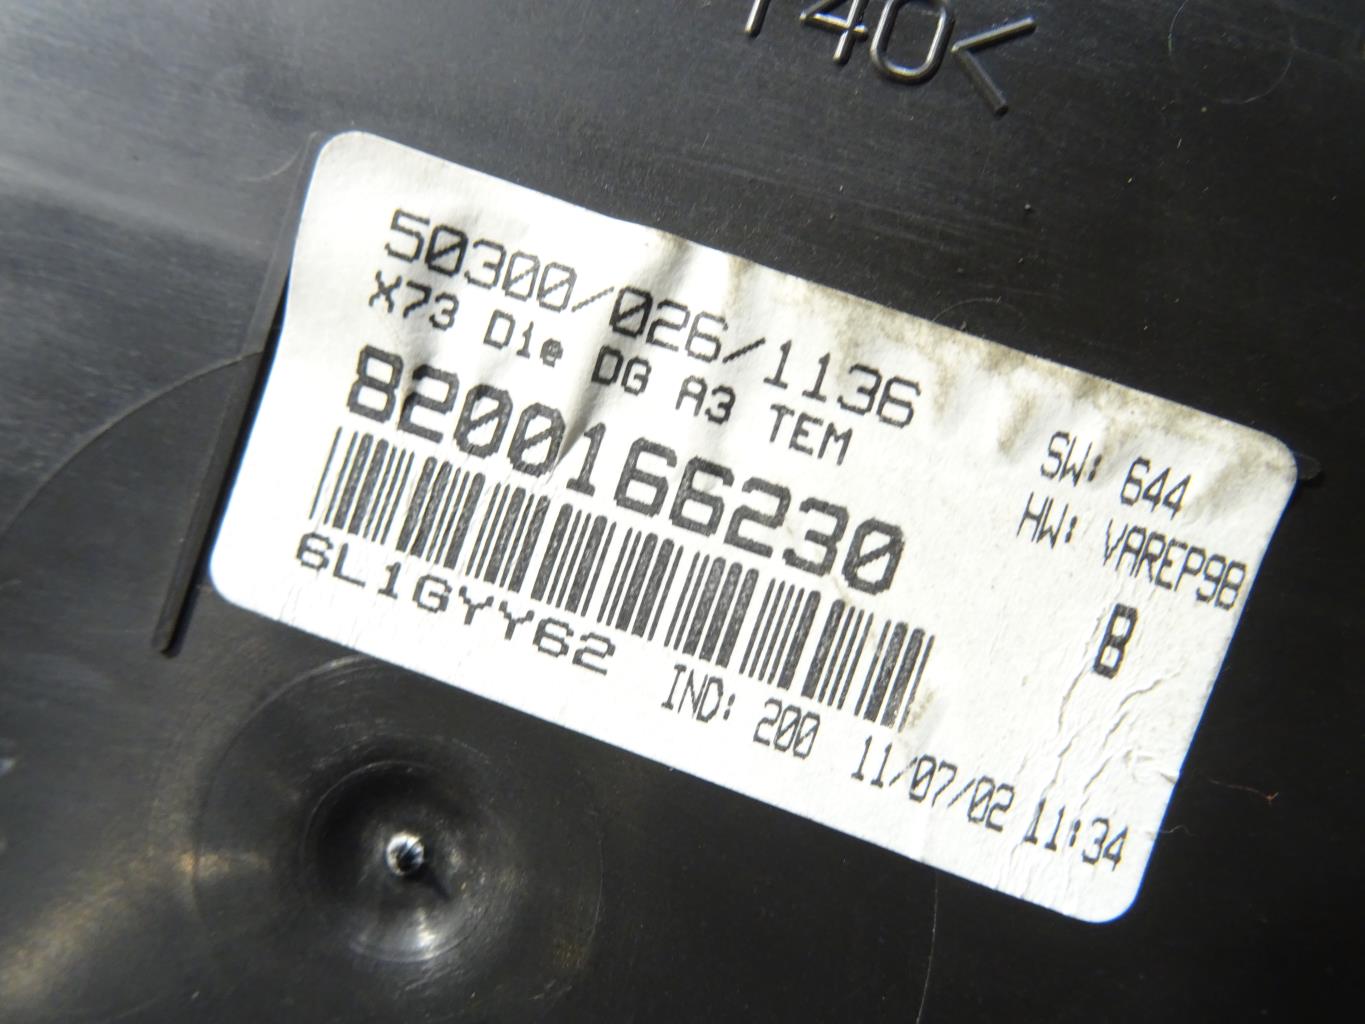 T40<
50300/026/1136
X73 Die DG A3 TEM
8200166230
SW: 644
HW: VAREP9B
B
6L1GYY62
IND: 200 11/07/02 11:34